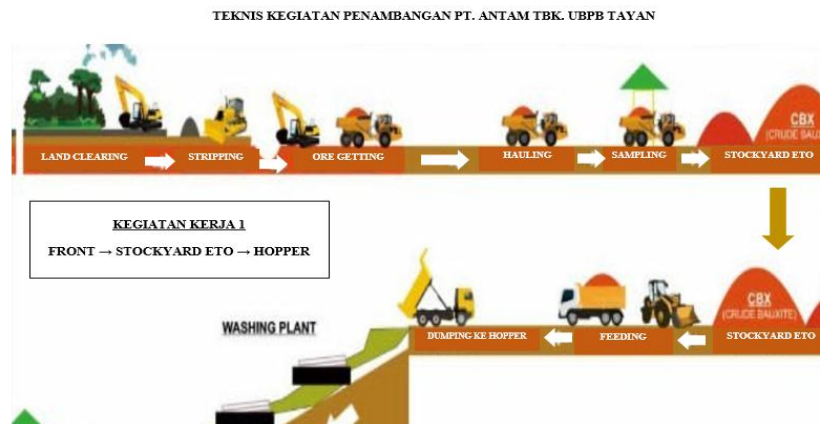 TEKNIS KEGIATAN PENAMBANGAN PT. ANTAM TBK. UBPB TAYAN
CBX
LAND CLEARING
STRIPPING
ORE GETTING
HAULING
SAMPLING
STOCKYARD ETO
KEGIATAN KERJA 1
FRONT → STOCKYARD ETO → HOPPER
CBX
(CRUDE BAUXITE)
WASHING PLANT
DUMPING KE HOPPER
FEEDING
STOCKYARD ETO